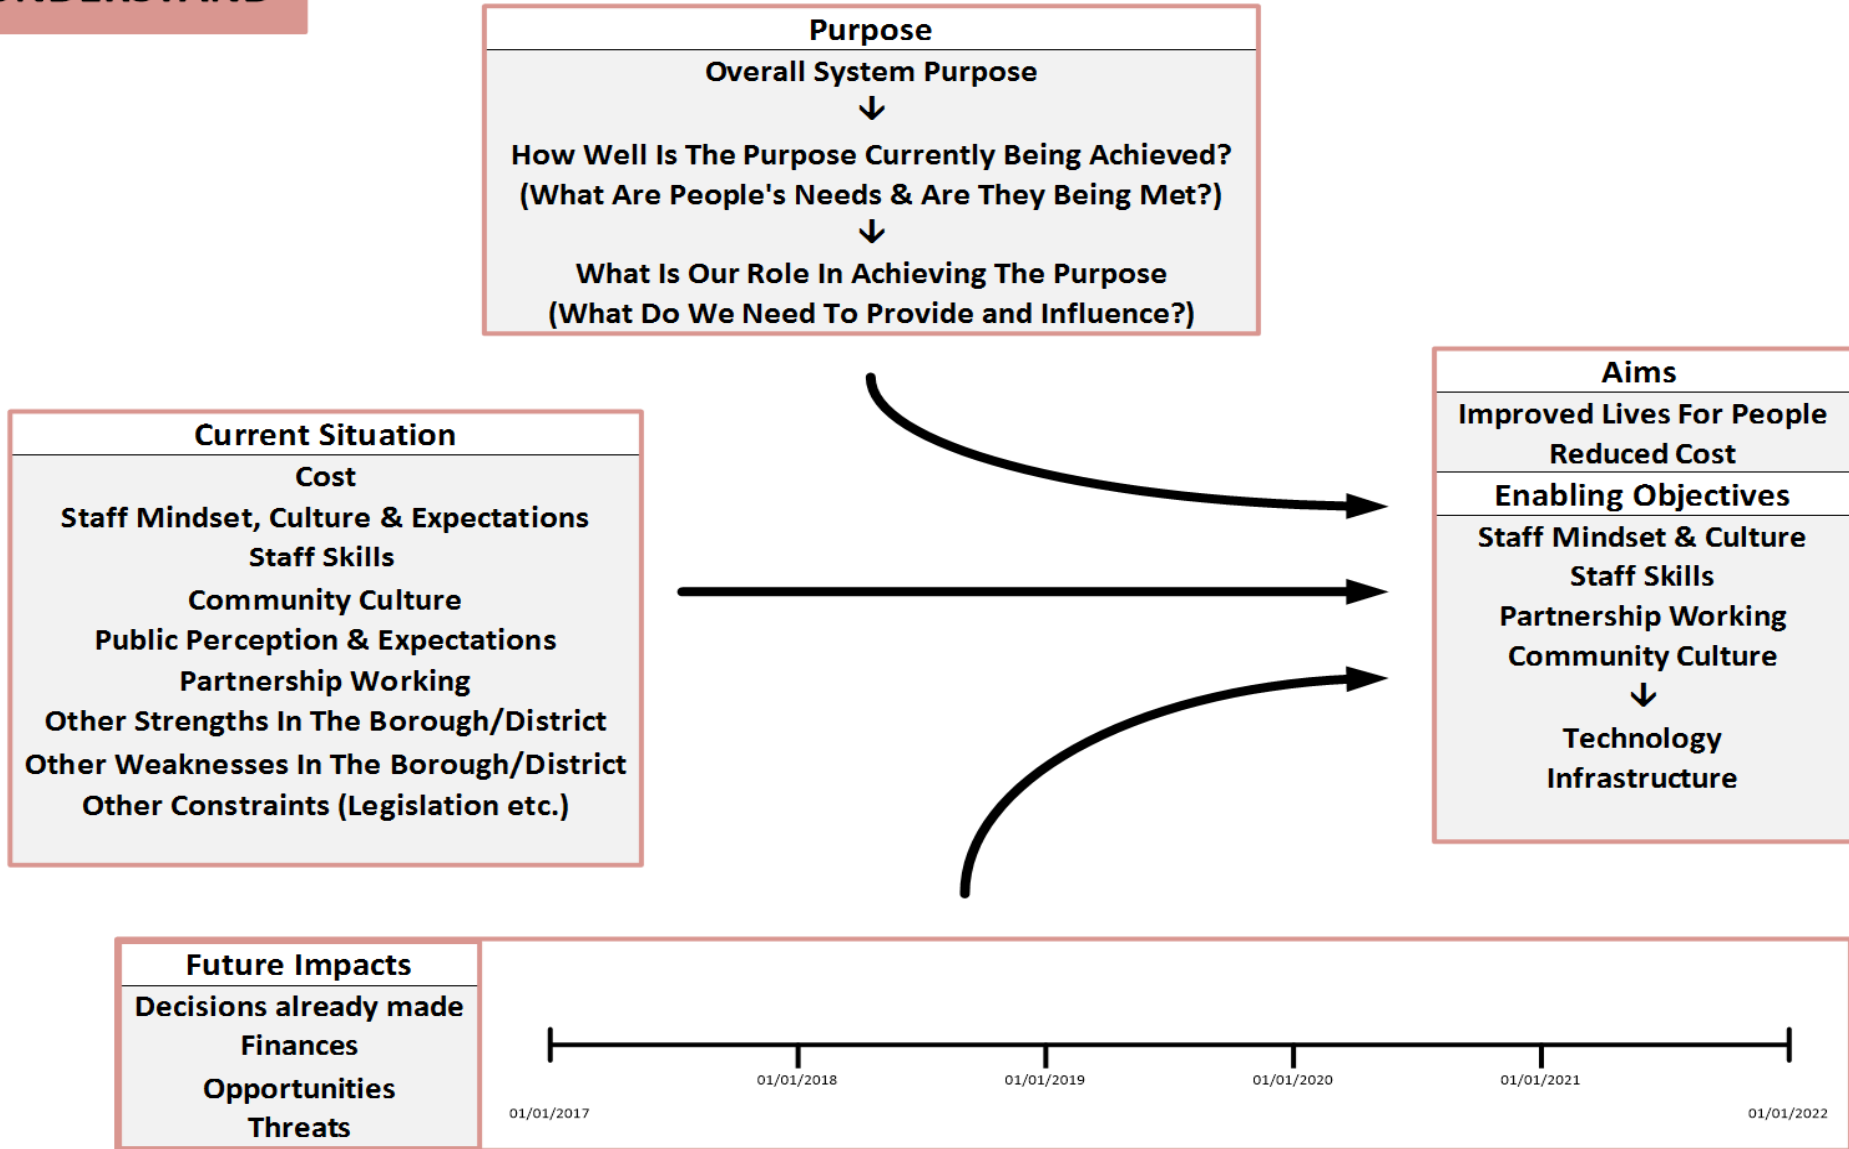 Purpose
Overall System Purpose
↓
How Well Is The Purpose Currently Being Achieved?
(What Are People's Needs & Are They Being Met?)
↓
What Is Our Role In Achieving The Purpose
(What Do We Need To Provide and Influence?)
Current Situation
Cost
Staff Mindset, Culture & Expectations
Staff Skills
Community Culture
Public Perception & Expectations
Partnership Working
Other Strengths In The Borough/District
Other Weaknesses In The Borough/District
Other Constraints (Legislation etc.)
Aims
Improved Lives For People
Reduced Cost
Enabling Objectives
Staff Mindset & Culture
Staff Skills
Partnership Working
Community Culture
↓
Technology
Infrastructure
Future Impacts
Decisions already made
Finances
Opportunities
Threats
01/01/2018
01/01/2019
01/01/2020
01/01/2021
01/01/2017
01/01/2022